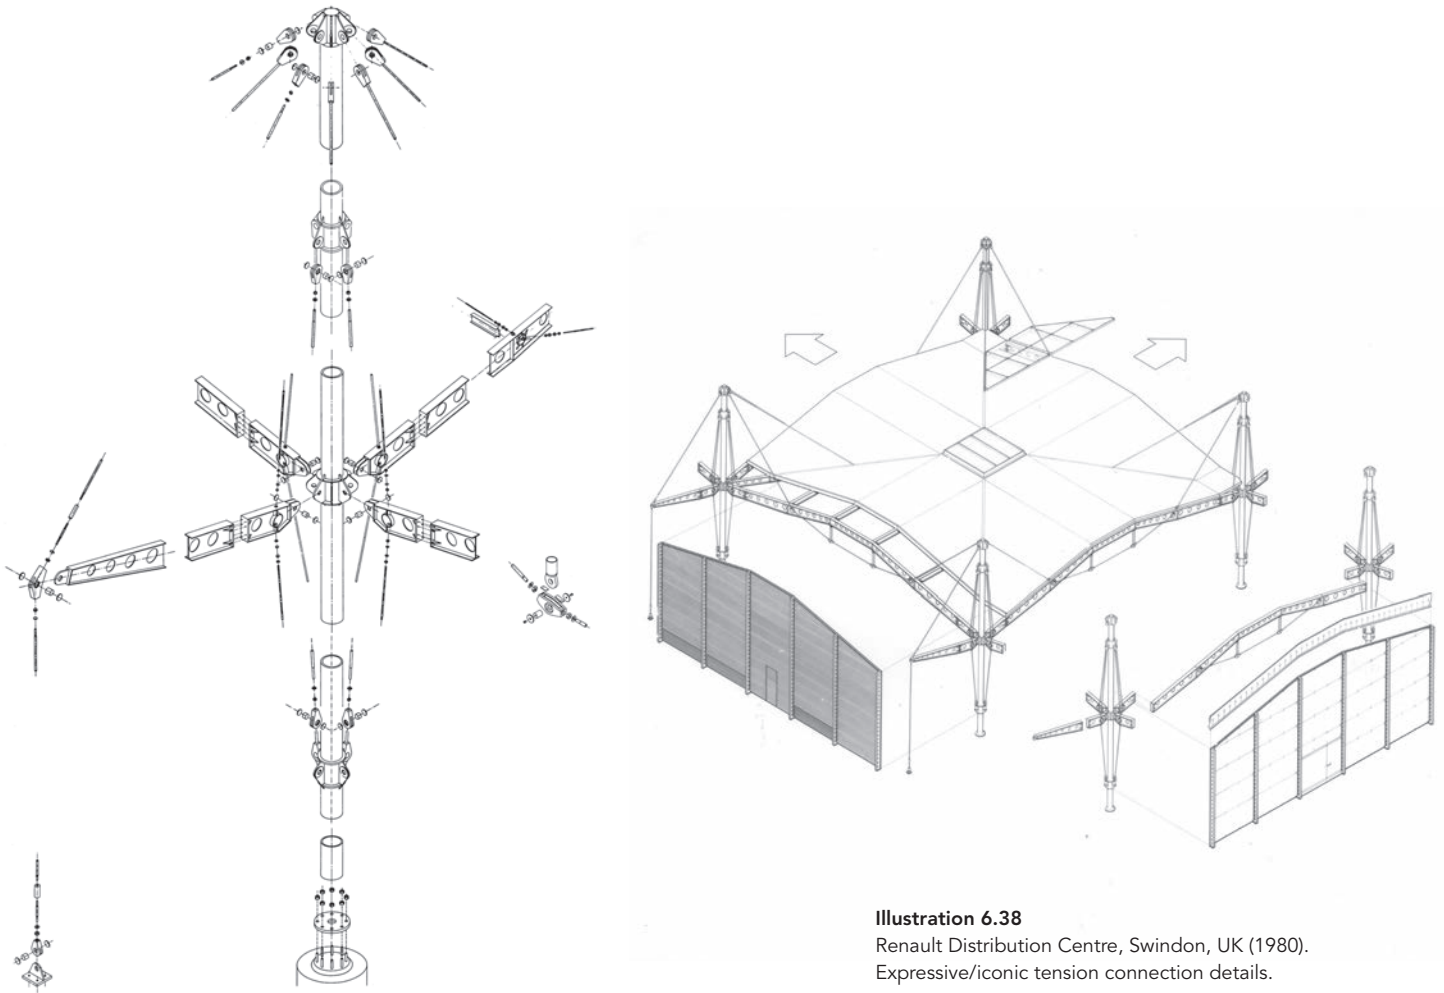 Illustration 6.38
Renault Distribution Centre, Swindon, UK (1980).
Expressive/iconic tension connection details.